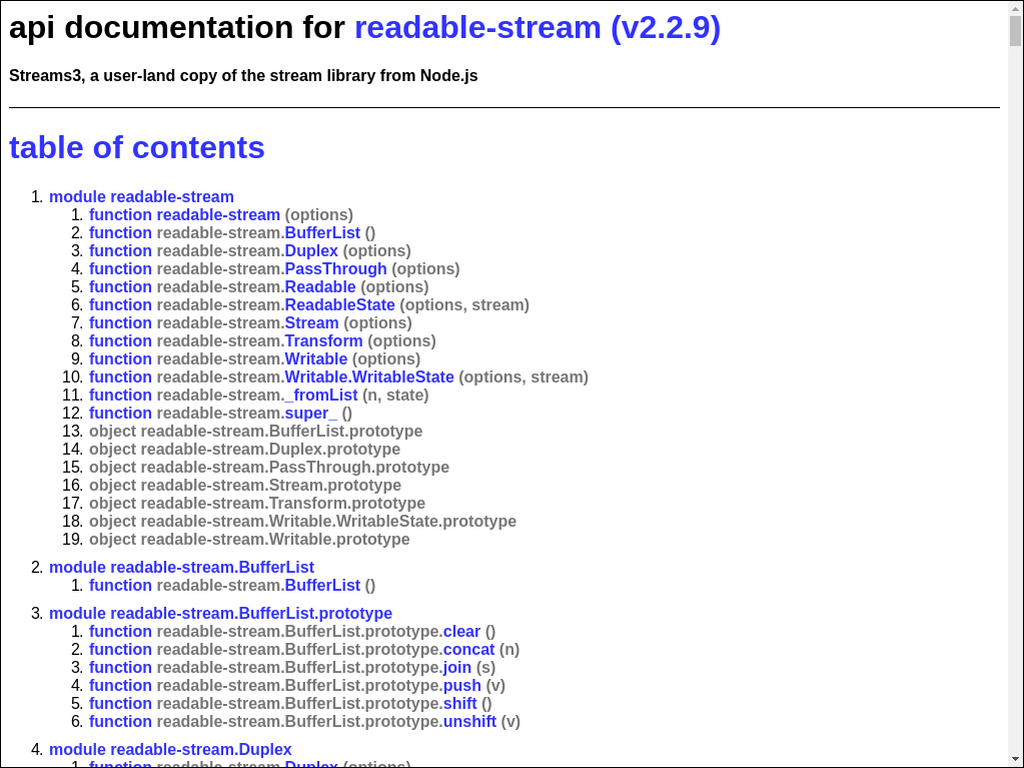 api documentation for readable-stream (v2.2.9)
Streams3, a user-land copy of the stream library from Node.js
table of contents
1. module readable-stream
1. function readable-stream (options)
2. function readable-stream.BufferList ()
3. function readable-stream.Duplex (options)
4. function readable-stream.PassThrough (options)
5. function readable-stream.Readable (options)
6. function readable-stream.ReadableState (options, stream)
7. function readable-stream.Stream (options)
8. function readable-stream.Transform (options)
9. function readable-stream.Writable (options)
10. function readable-stream.Writable.WritableState (options, stream)
11. function readable-stream._fromList (n, state)
12. function readable-stream.super_ ()
13. object readable-stream.BufferList.prototype
14. object readable-stream.Duplex.prototype
15. object readable-stream.PassThrough.prototype
16. object readable-stream.Stream.prototype
17. object readable-stream.Transform.prototype
18. object readable-stream.Writable.WritableState.prototype
19. object readable-stream.Writable.prototype
2. module readable-stream.BufferList
1. function readable-stream.BufferList ()
3. module readable-stream.BufferList.prototype
1. function readable-stream.BufferList.prototype.clear ()
2. function readable-stream.BufferList.prototype.concat (n)
3. function readable-stream.BufferList.prototype.join (s)
4. function readable-stream.BufferList.prototype.push (v)
5. function readable-stream.BufferList.prototype.shift ()
6. function readable-stream.BufferList.prototype.unshift (v)
4. module readable-stream.Duplex
1. function readable-stream.Duplex (options)